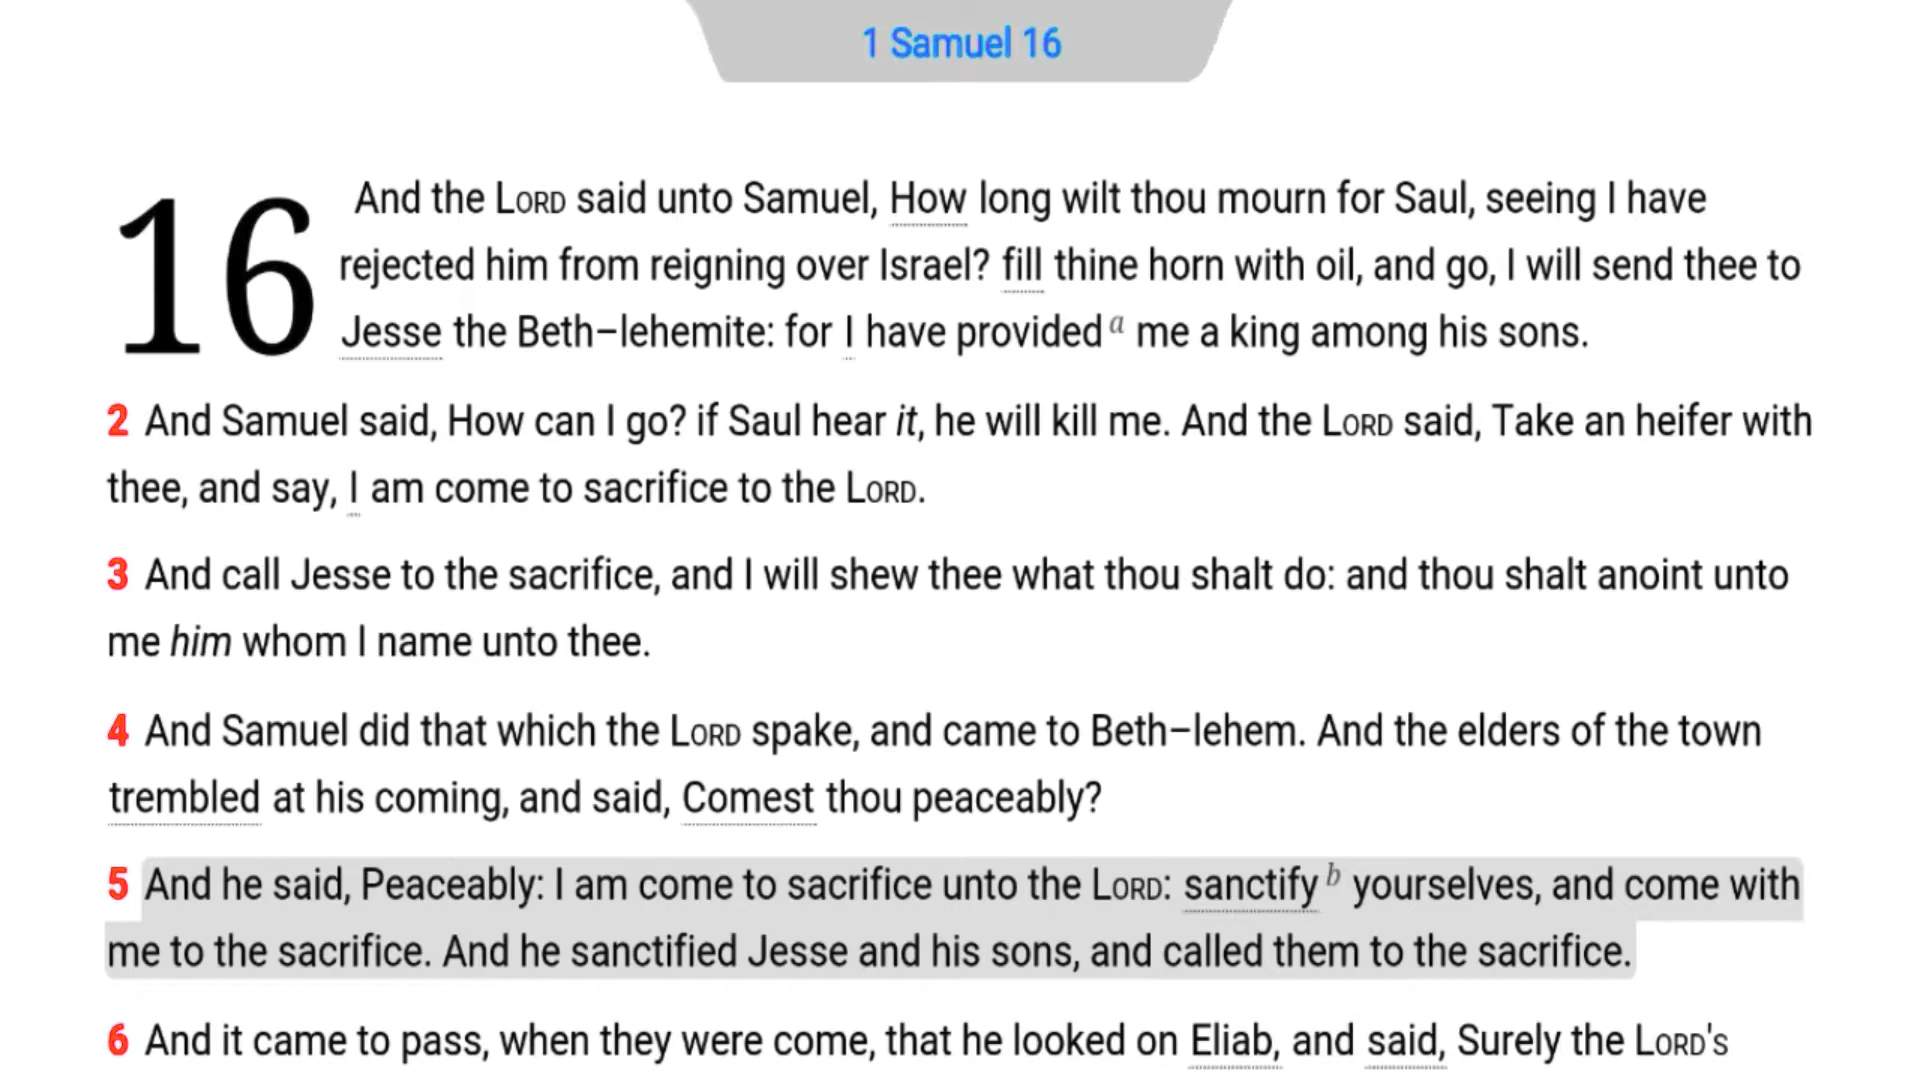 1 Samuel 16
16 And the LORD said unto Samuel, How long wilt thou mourn for Saul, seeing I have
rejected him from reigning over Israel? fill thine horn with oil, and go, I will send thee to
Jesse the Beth–lehemite: for I have provided a me a king among his sons.
2 And Samuel said, How can I go? if Saul hear it, he will kill me. And the LORD said, Take an heifer with
thee, and say, I am come to sacrifice to the LORD.
3 And call Jesse to the sacrifice, and I will shew thee what thou shalt do: and thou shalt anoint unto
me him whom I name unto thee.
4 And Samuel did that which the LORD spake, and came to Beth–lehem. And the elders of the town
trembled at his coming, and said, Comest thou peaceably?
5 And he said, Peaceably: I am come to sacrifice unto the LORD: sanctify b yourselves, and come with
me to the sacrifice. And he sanctified Jesse and his sons, and called them to the sacrifice.
6 And it came to pass, when they were come, that he looked on Eliab, and said, Surely the LORD's